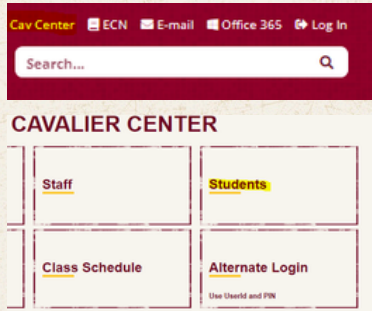 Cav Center ECN E-mail Office 365 Log In
Search...
CAVALIER CENTER
Staff Students
Class Schedule Alternate Login
Use UserId and PIN